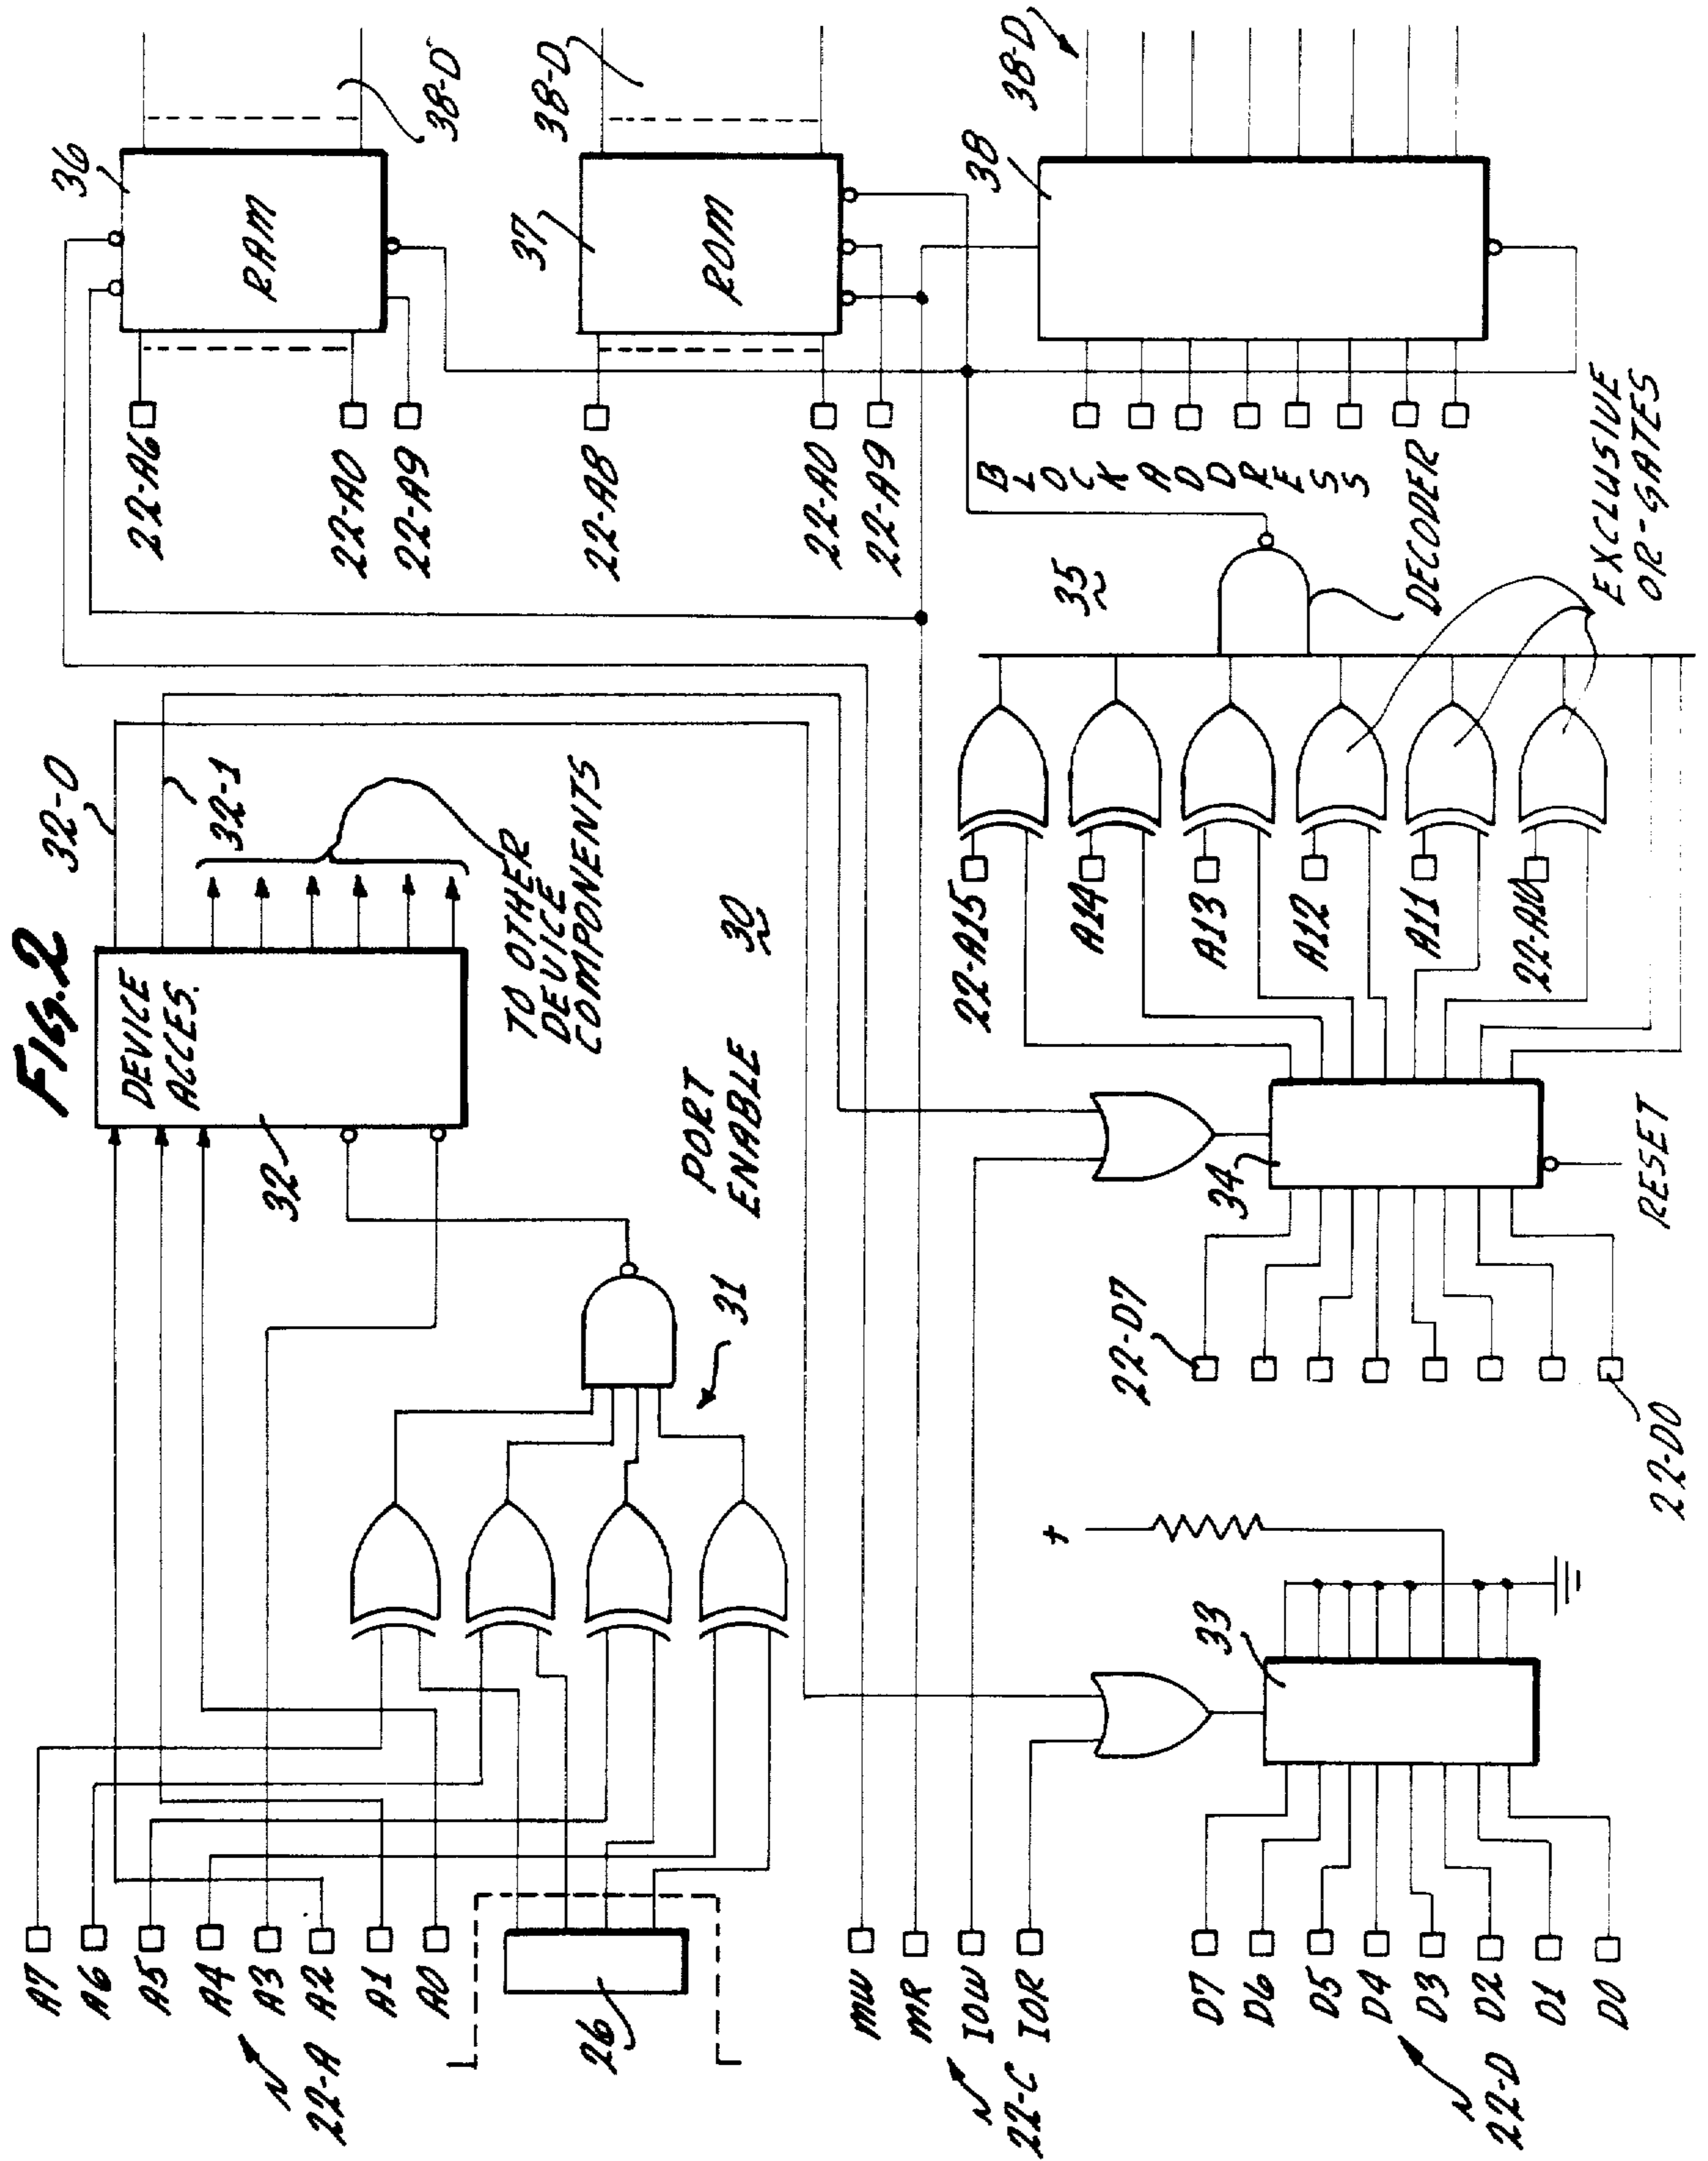 FIG.2
32-0
32-1
DEVICE
ACCES.
32
TO OTHER
DEVICE
COMPONENTS
30
PORT
ENABLE
31
A7
A6
A5
A4
A3
A2
A1
A0
22-A
26
MW
MR
IOW
IOR
22-C
D7
D6
D5
D4
D3
D2
D1
D0
22-D
33
+
34
22-D7
22-D0
RESET
22-A15
A14
A13
A12
A11
22-A10
35
DECODER
EXCLUSIVE
OR-GATES
BLOCK ADDRESS
22-A6
22-A0
22-A9
RAM
36
38-D
22-A8
22-A0
22-A9
ROM
37
38-D
38
38-D